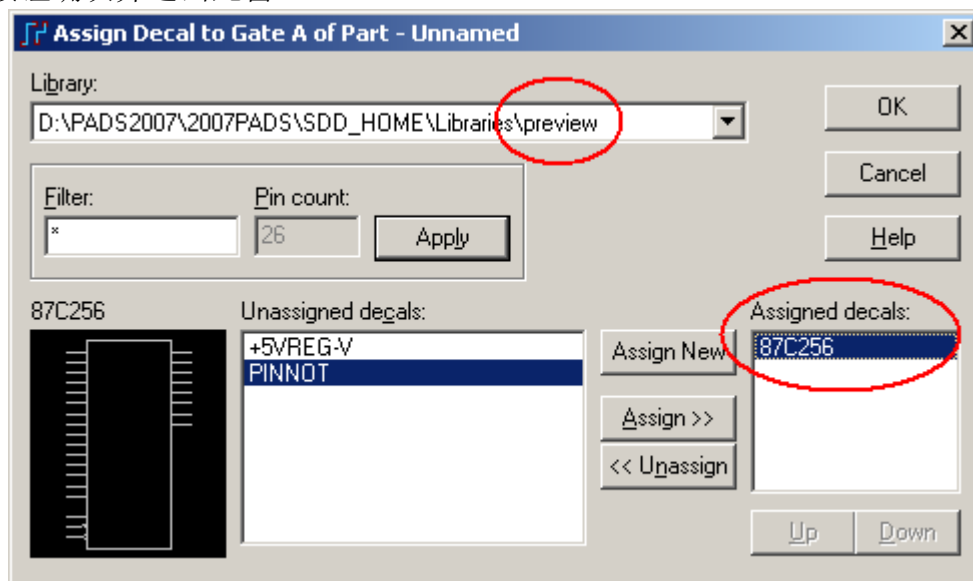 Assign Decal to Gate A of Part - Unnamed
Library:
D:\PADS2007\2007PADS\SDD_HOME\Libraries\preview
OK
Cancel
Help
Filter:
Pin count:
*
26
Apply
87C256
Unassigned decals:
+5VREG-V
PINNOT
Assign New
Assign >>
<< Unassign
Assigned decals:
87C256
Up
Down